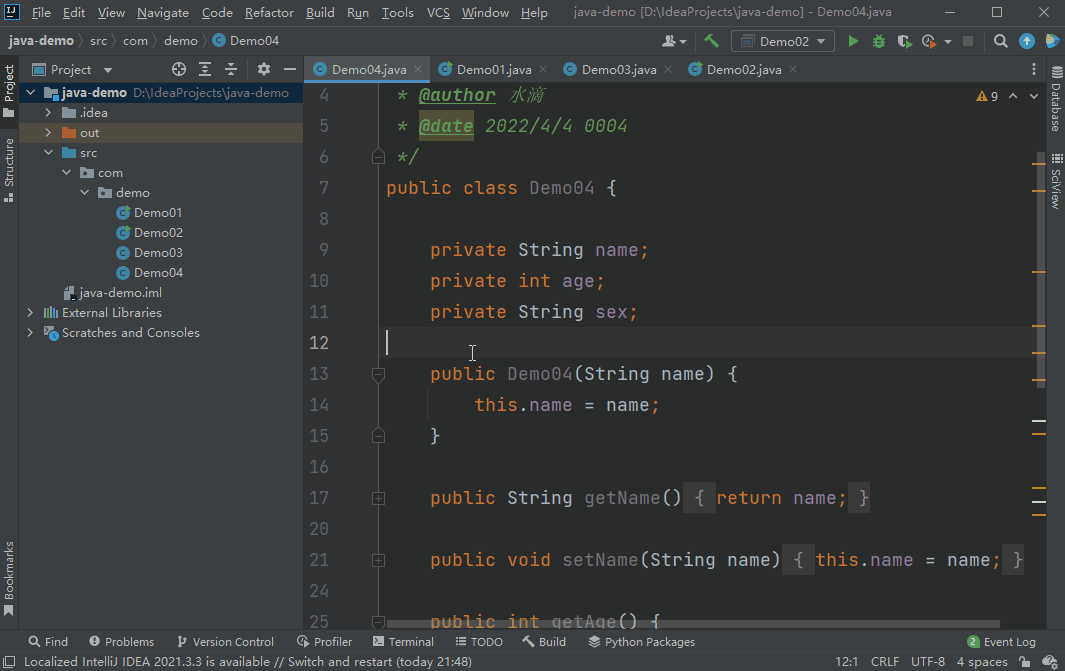 File Edit View Navigate Code Refactor Build Run Tools VCS Window Help java-demo [D:\IdeaProjects\java-demo] - Demo04.java
java-demo src com demo Demo04 Demo02
Project Demo04.java Demo01.java Demo03.java Demo02.java
java-demo D:\IdeaProjects\java-demo
.idea
out
src
com
demo
Demo01
Demo02
Demo03
Demo04
java-demo.iml
External Libraries
Scratches and Consoles
Project
Structure
Bookmarks
4 * @author 水滴
5 * @date 2022/4/4 0004
6 */
7 public class Demo04 {
8
9 private String name;
10 private int age;
11 private String sex;
12
13 public Demo04(String name) {
14 this.name = name;
15 }
16
17 public String getName() { return name; }
20
21 public void setName(String name) { this.name = name; }
24
25 public int getAge() {
9
Database
SciView
Find Problems Version Control Profiler Terminal TODO Build Python Packages 2 Event Log
Localized IntelliJ IDEA 2021.3.3 is available // Switch and restart (today 21:48) 12:1 CRLF UTF-8 4 spaces